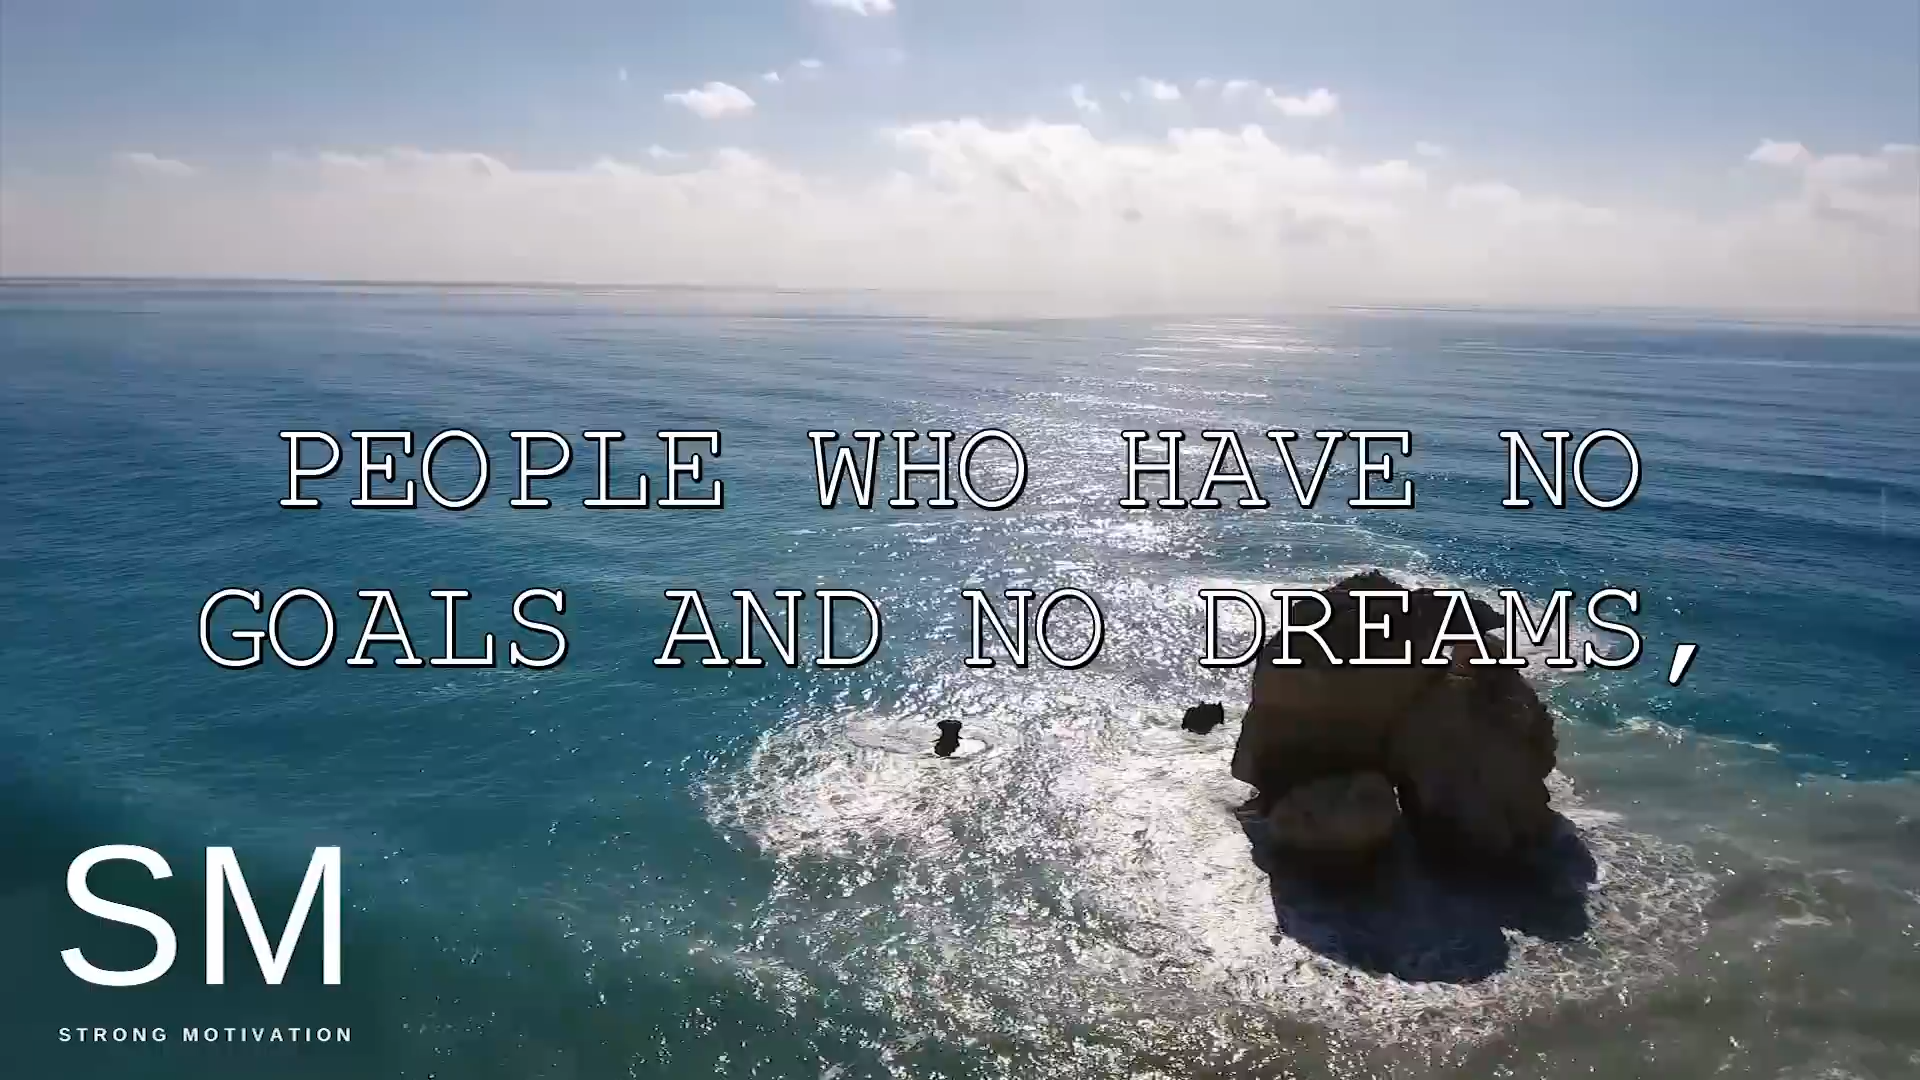 PEOPLE WHO HAVE NO
GOALS AND NO DREAMS,
SM
STRONG MOTIVATION